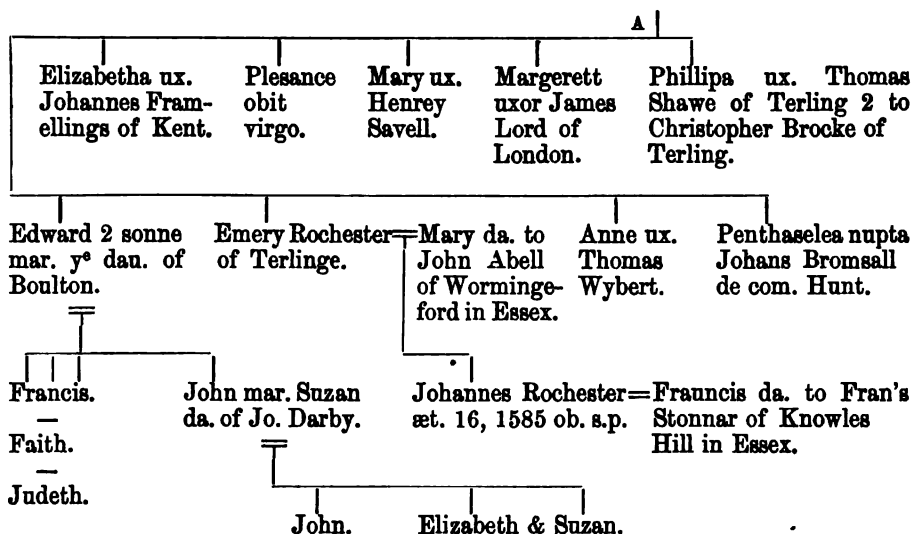 A
Elizabetha ux.
Johannes Fram-
ellings of Kent.
Plesance
obit
virgo.
Mary ux.
Henrey
Savell.
Margerett
uxor James
Lord of
London.
Phillipa ux. Thomas
Shawe of Terling 2 to
Christopher Brocke of
Terling.
Edward 2 sonne
mar. yᵉ dau. of
Boulton.
Emery Rochester=
of Terlinge.
Mary da. to
John Abell
of Worminge-
ford in Essex.
Anne ux.
Thomas
Wybert.
Penthaselea nupta
Johans Bromsall
de com. Hunt.
Francis.
—
Faith.
—
Judeth.
John mar. Suzan
da. of Jo. Darby.
Johannes Rochester=
æt. 16, 1585 ob. s.p.
Frauncis da. to Fran's
Stonnar of Knowles
Hill in Essex.
John.
Elizabeth & Suzan.